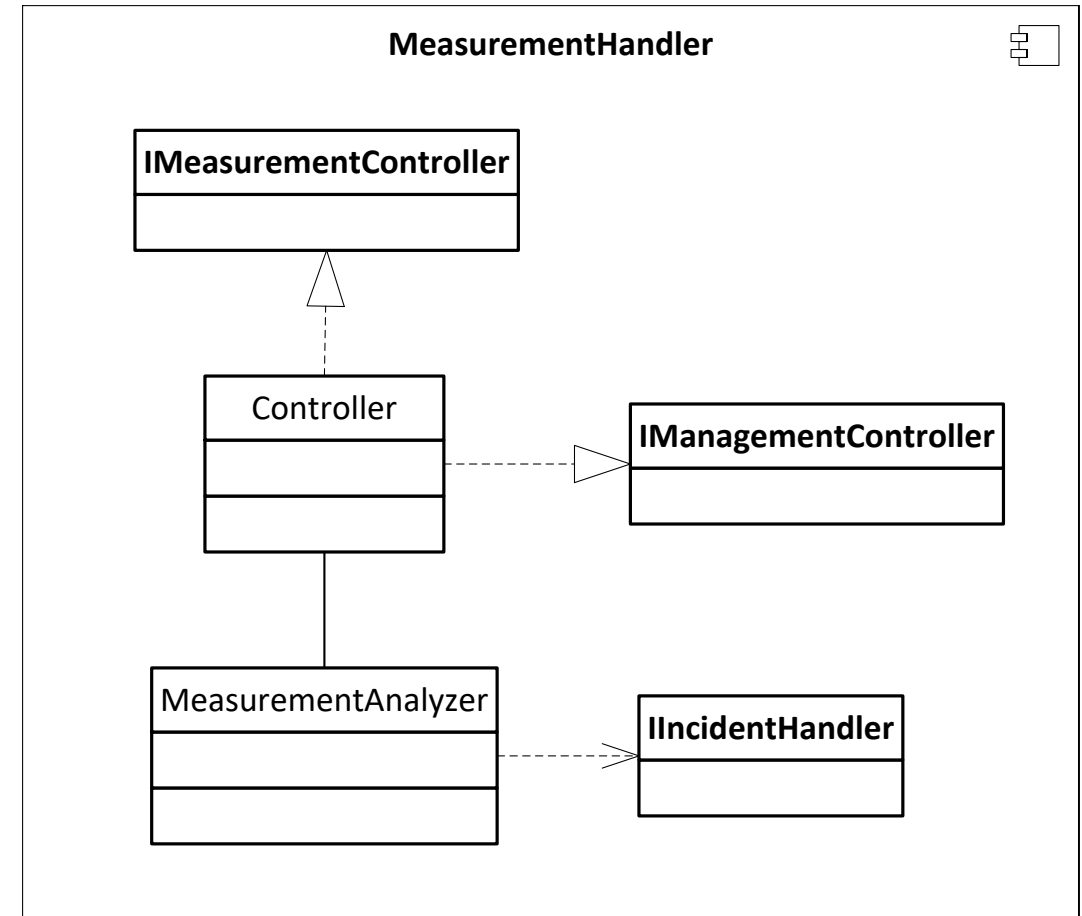 MeasurementHandler
IMeasurementController
Controller
IManagementController
MeasurementAnalyzer
IIncidentHandler